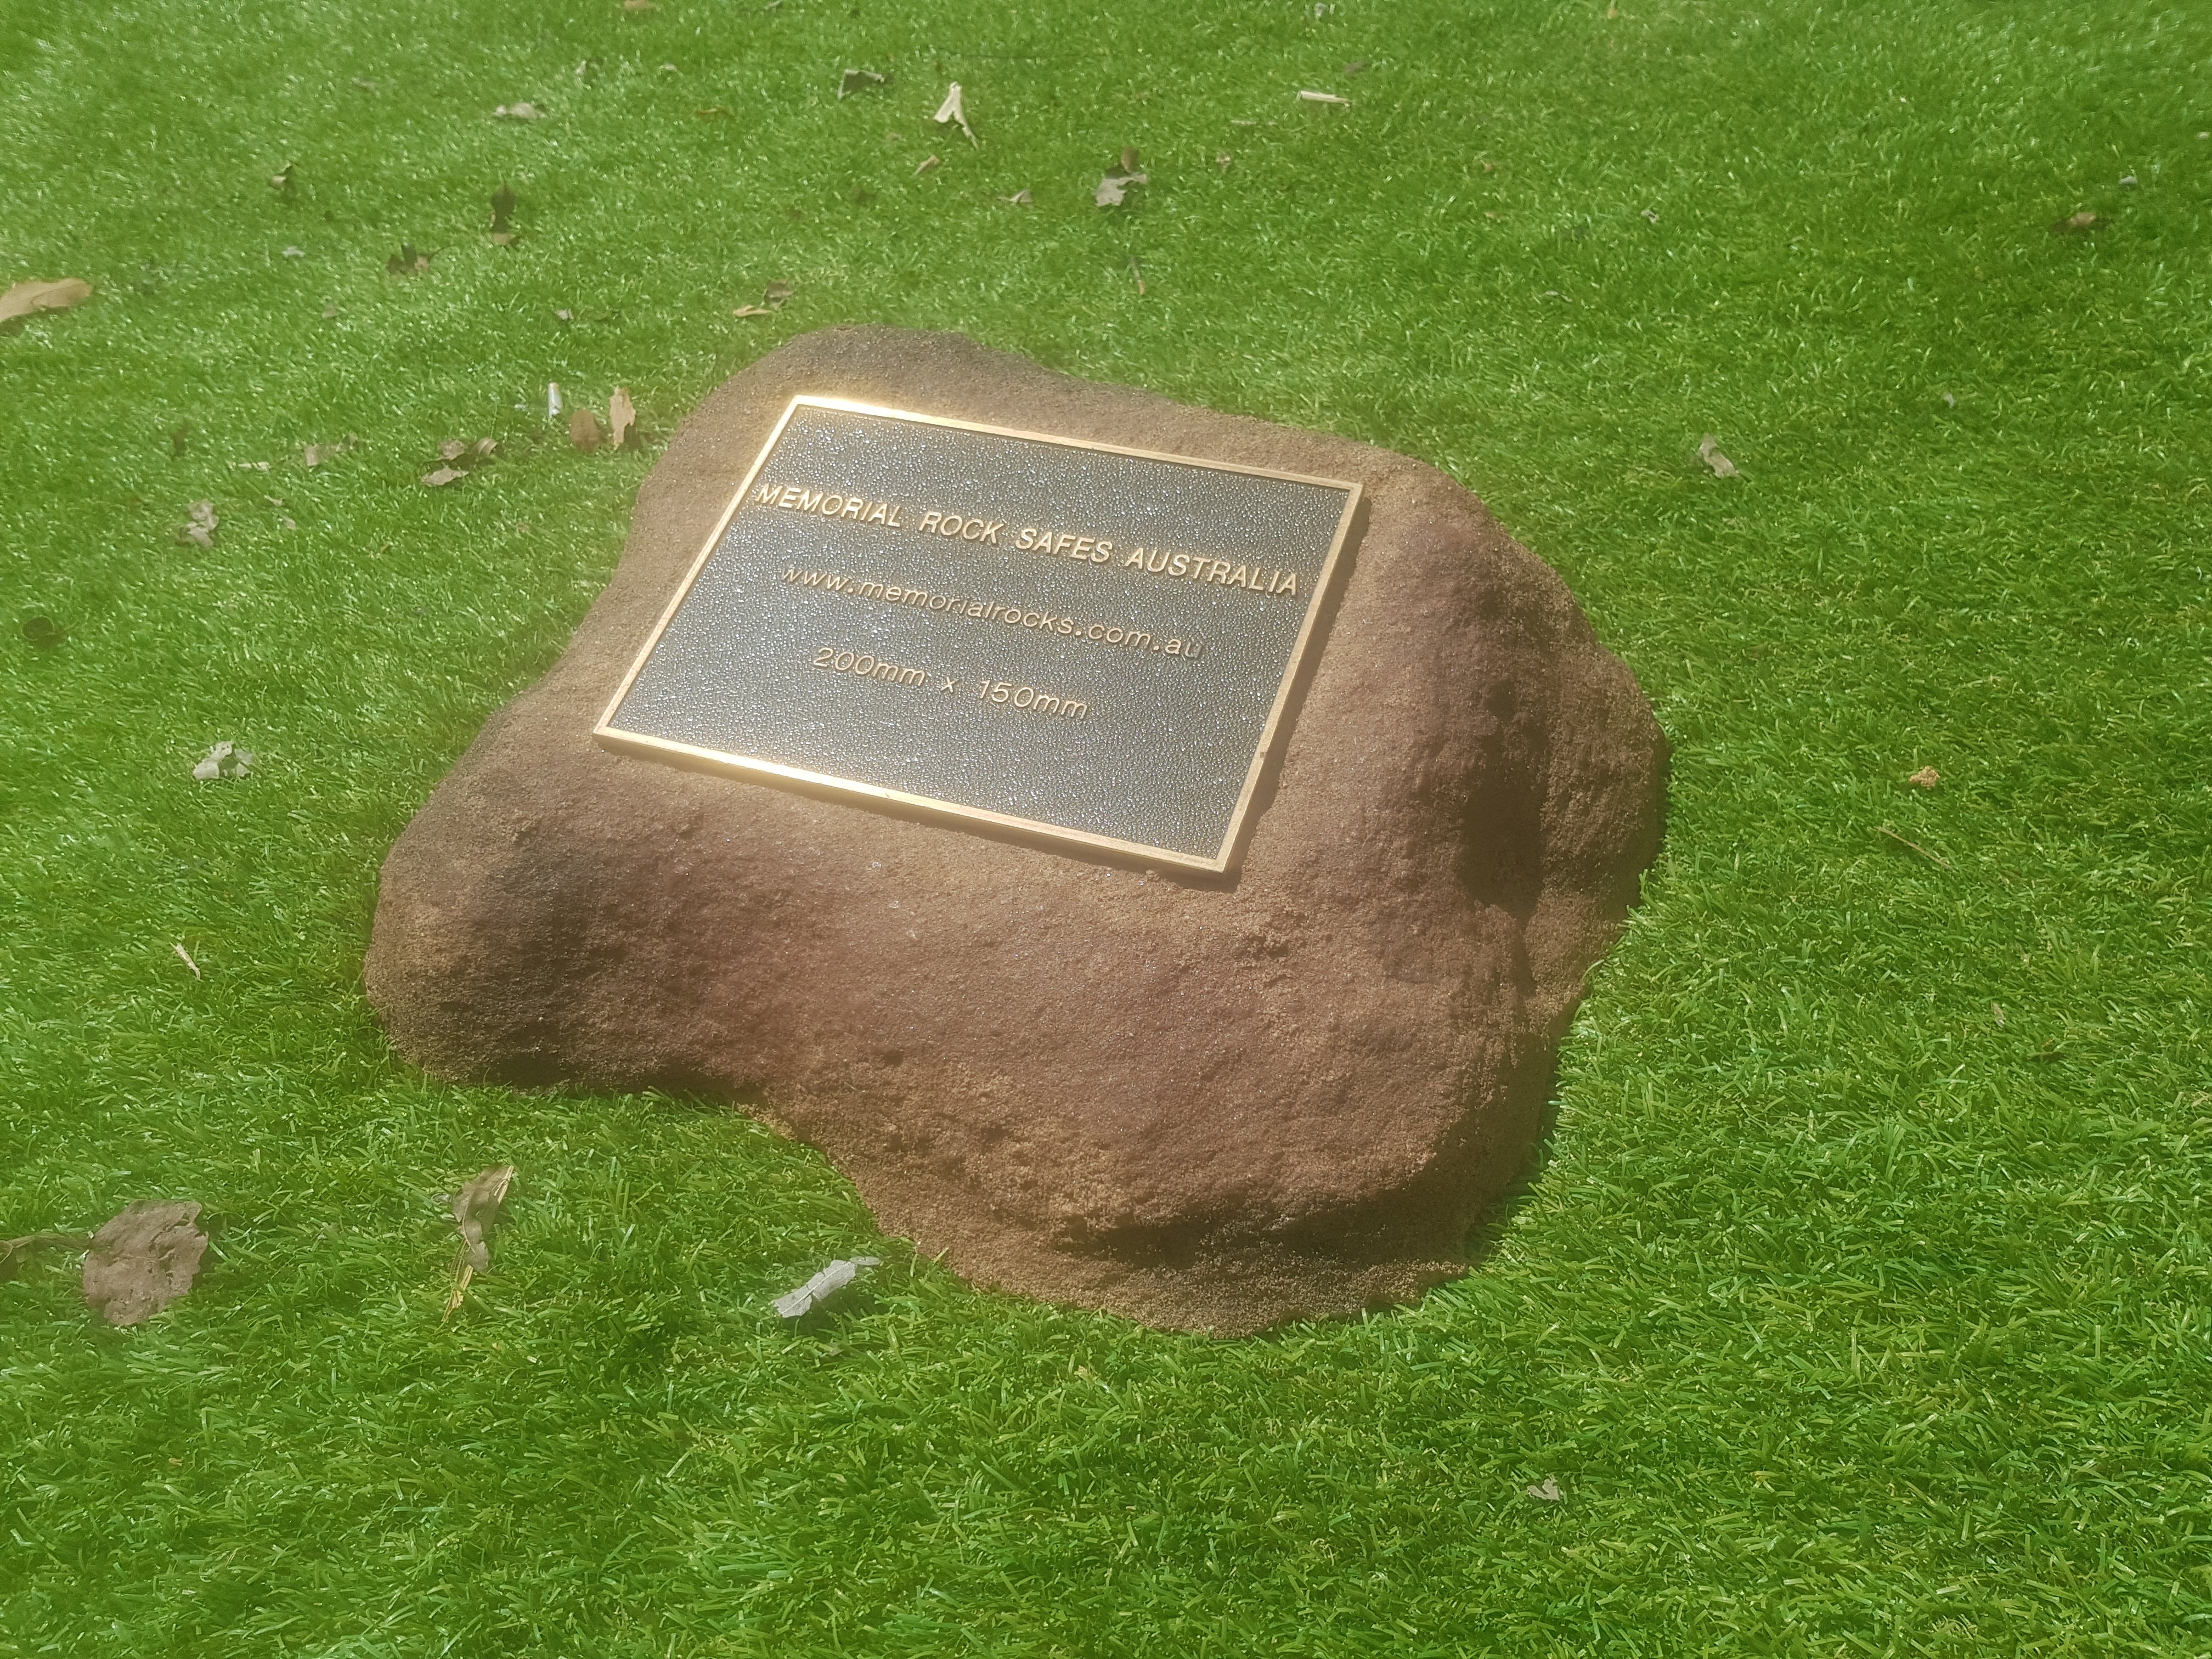 MEMORIAL ROCK SAFES AUSTRALIA
www.memorialrocks.com.au
200mm x 150mm